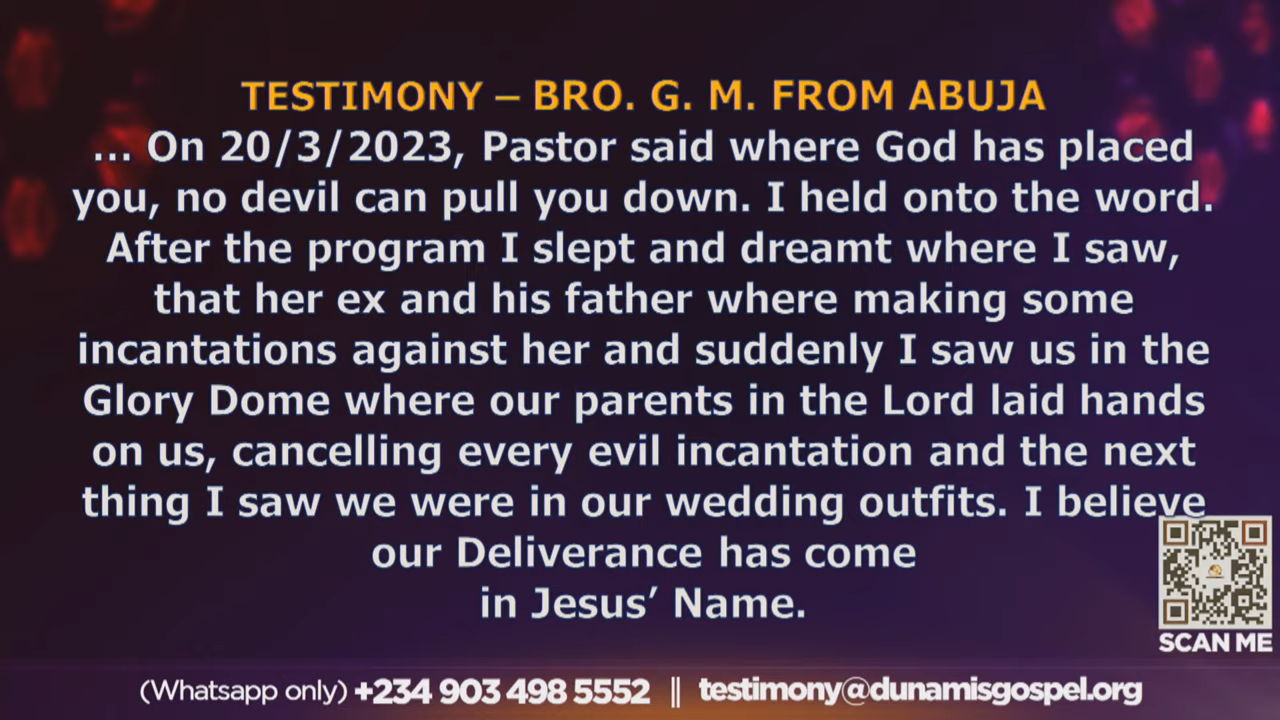 TESTIMONY – BRO. G. M. FROM ABUJA
... On 20/3/2023, Pastor said where God has placed
you, no devil can pull you down. I held onto the word.
After the program I slept and dreamt where I saw,
that her ex and his father where making some
incantations against her and suddenly I saw us in the
Glory Dome where our parents in the Lord laid hands
on us, cancelling every evil incantation and the next
thing I saw we were in our wedding outfits. I believe
our Deliverance has come
in Jesus’ Name.
SCAN ME
(Whatsapp only) +234 903 498 5552 || testimony@dunamisgospel.org